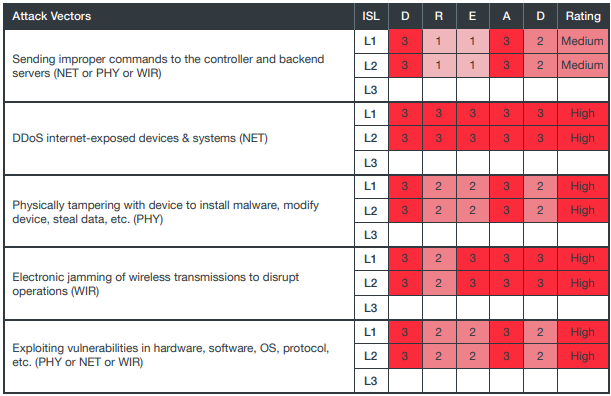 Attack Vectors ISL D R E A D Rating
L1 3 1 1 3 2 Medium
Sending improper commands to the controller and backend
servers (NET or PHY or WIR)
L2 3 1 1 3 2 Medium
L3
L1 3 3 3 3 3 High
DDoS internet-exposed devices & systems (NET)
L2 3 3 3 3 3 High
L3
L1 3 2 2 3 2 High
Physically tampering with device to install malware, modify
device, steal data, etc. (PHY)
L2 3 2 2 3 2 High
L3
L1 3 2 3 3 3 High
Electronic jamming of wireless transmissions to disrupt
operations (WIR)
L2 3 2 3 3 3 High
L3
L1 3 2 2 3 2 High
Exploiting vulnerabilities in hardware, software, OS, protocol,
etc. (PHY or NET or WIR)
L2 3 2 2 3 2 High
L3